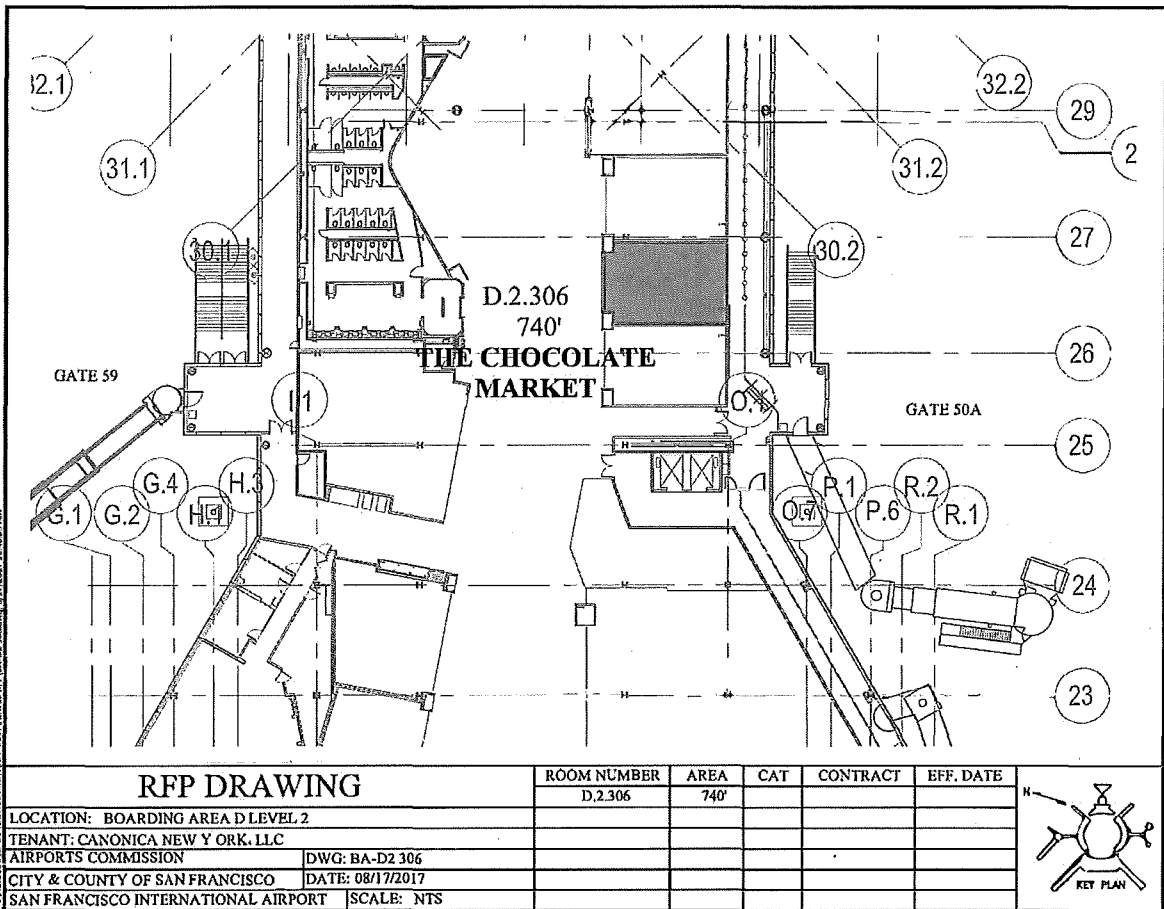 32.1
32.2
29
31.1
31.2
2
27
30.1
30.2
D.2.306
740'
26
THE CHOCOLATE
MARKET
GATE 59
GATE 50A
25
G.1
G.2
G.4
H.3
O.7
P.1
P.6
R.2
R.1
24
23
RFP DRAWING
ROOM NUMBER AREA CAT CONTRACT EFF. DATE
D,2.306 740'
LOCATION: BOARDING AREA D LEVEL 2
TENANT: CANONICA NEW Y ORK, LLC
AIRPORTS COMMISSION DWG: BA-D2 306
CITY & COUNTY OF SAN FRANCISCO DATE: 08/17/2017
SAN FRANCISCO INTERNATIONAL AIRPORT SCALE: NTS
N
KEY PLAN